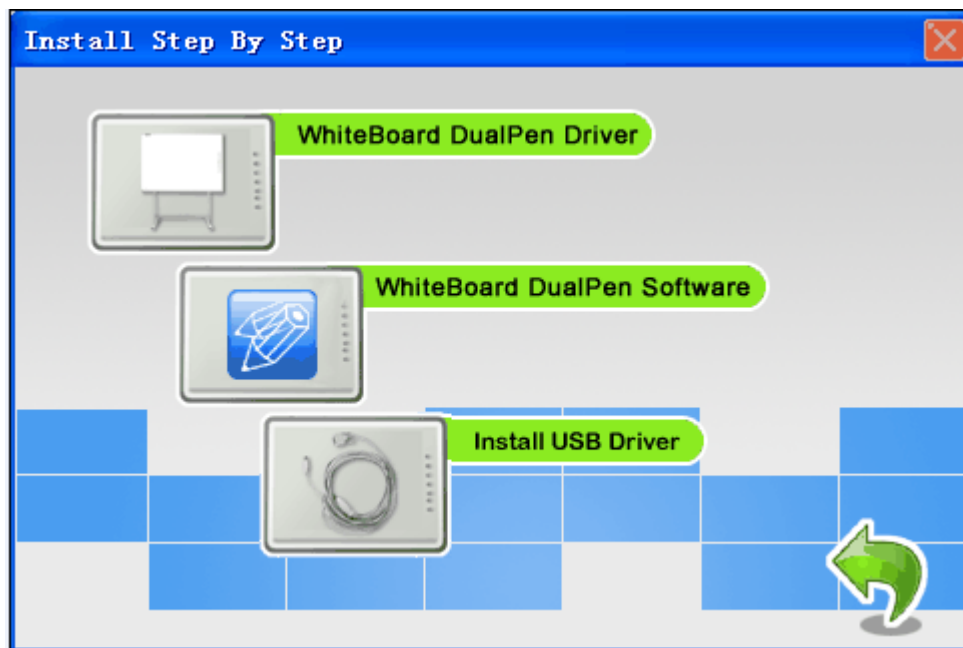 Install Step By Step
WhiteBoard DualPen Driver
WhiteBoard DualPen Software
Install USB Driver